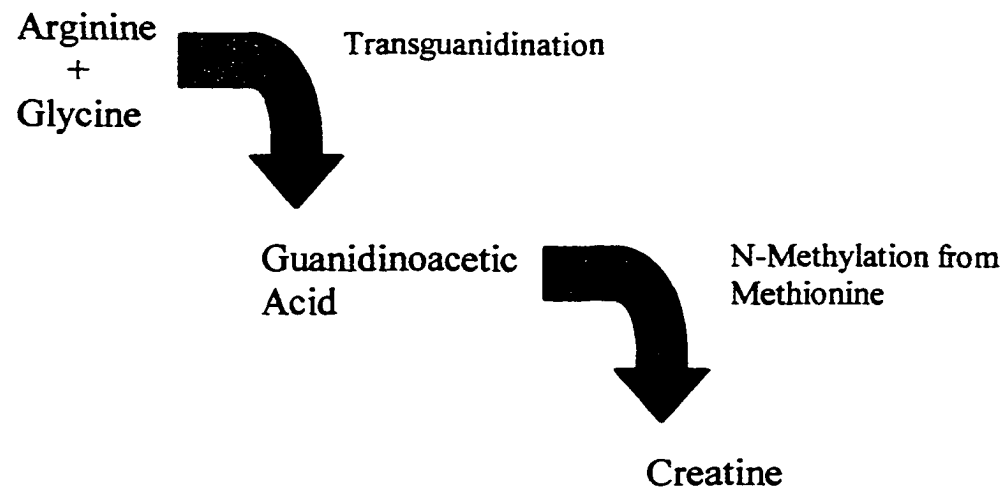 Arginine
+
Glycine
Transguanidination
Guanidinoacetic
Acid
N-Methylation from
Methionine
Creatine